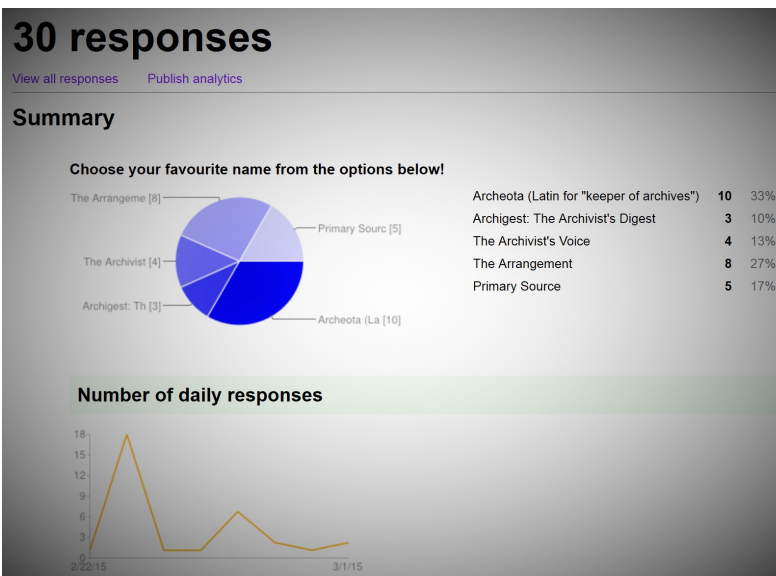 30 responses
View all responses Publish analytics
Summary
Choose your favourite name from the options below!
The Arrangeme [8]
Primary Sourc [5]
The Archivist [4]
Archigest: Th [3]
Archeota (La [10]
Archeota (Latin for "keeper of archives") 10 33%
Archigest: The Archivist's Digest 3 10%
The Archivist's Voice 4 13%
The Arrangement 8 27%
Primary Source 5 17%
Number of daily responses
18
15
12
9
6
3
0
2/22/15 3/1/15